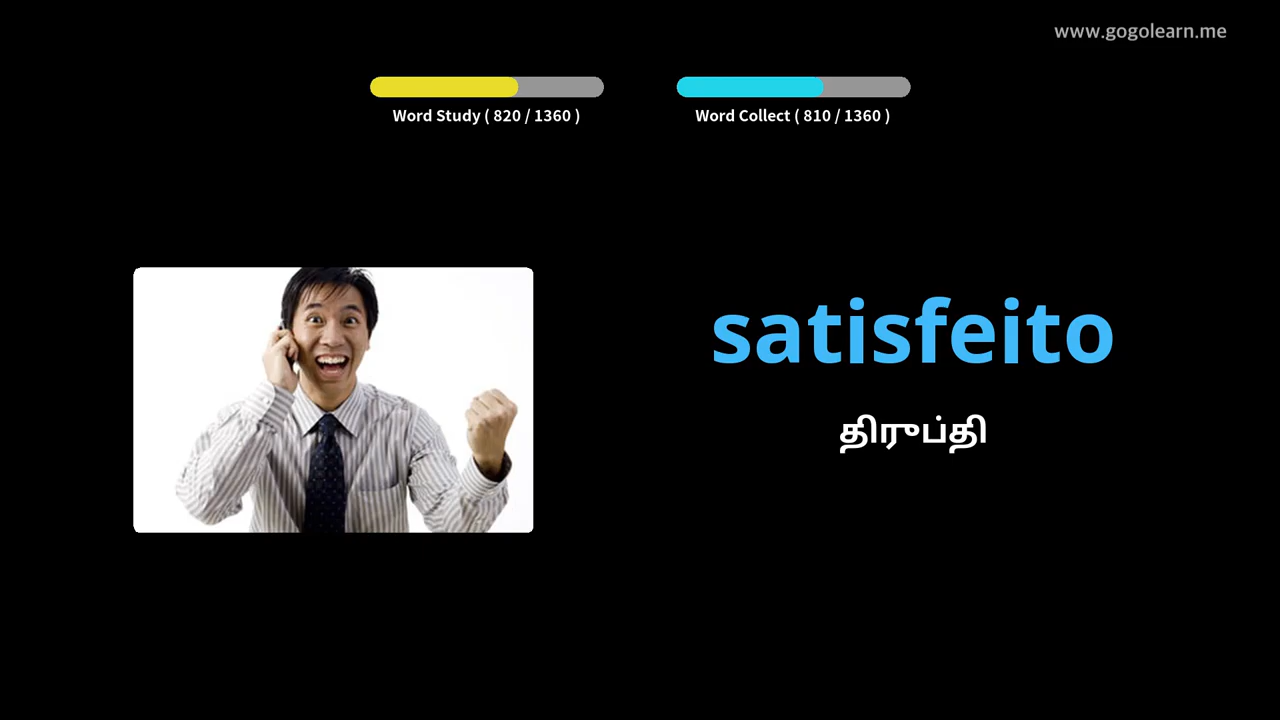 www.gogolearn.me
Word Study ( 820 / 1360 )
Word Collect ( 810 / 1360 )
satisfeito
திருப்தி